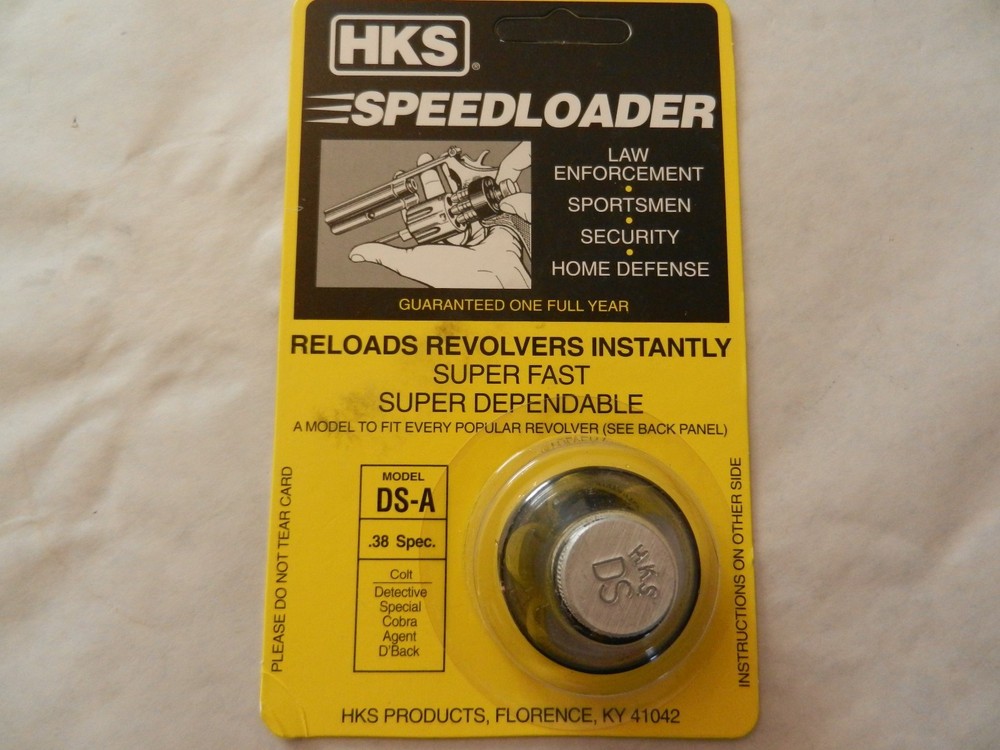 HKS®
SPEEDLOADER
LAW
ENFORCEMENT
•
SPORTSMEN
•
SECURITY
•
HOME DEFENSE
GUARANTEED ONE FULL YEAR
RELOADS REVOLVERS INSTANTLY
SUPER FAST
SUPER DEPENDABLE
A MODEL TO FIT EVERY POPULAR REVOLVER (SEE BACK PANEL)
PLEASE DO NOT TEAR CARD
MODEL
DS-A
.38 Spec.
Colt
Detective
Special
Cobra
Agent
D'Back
HKS
DS
INSTRUCTIONS ON OTHER SIDE
HKS PRODUCTS, FLORENCE, KY 41042